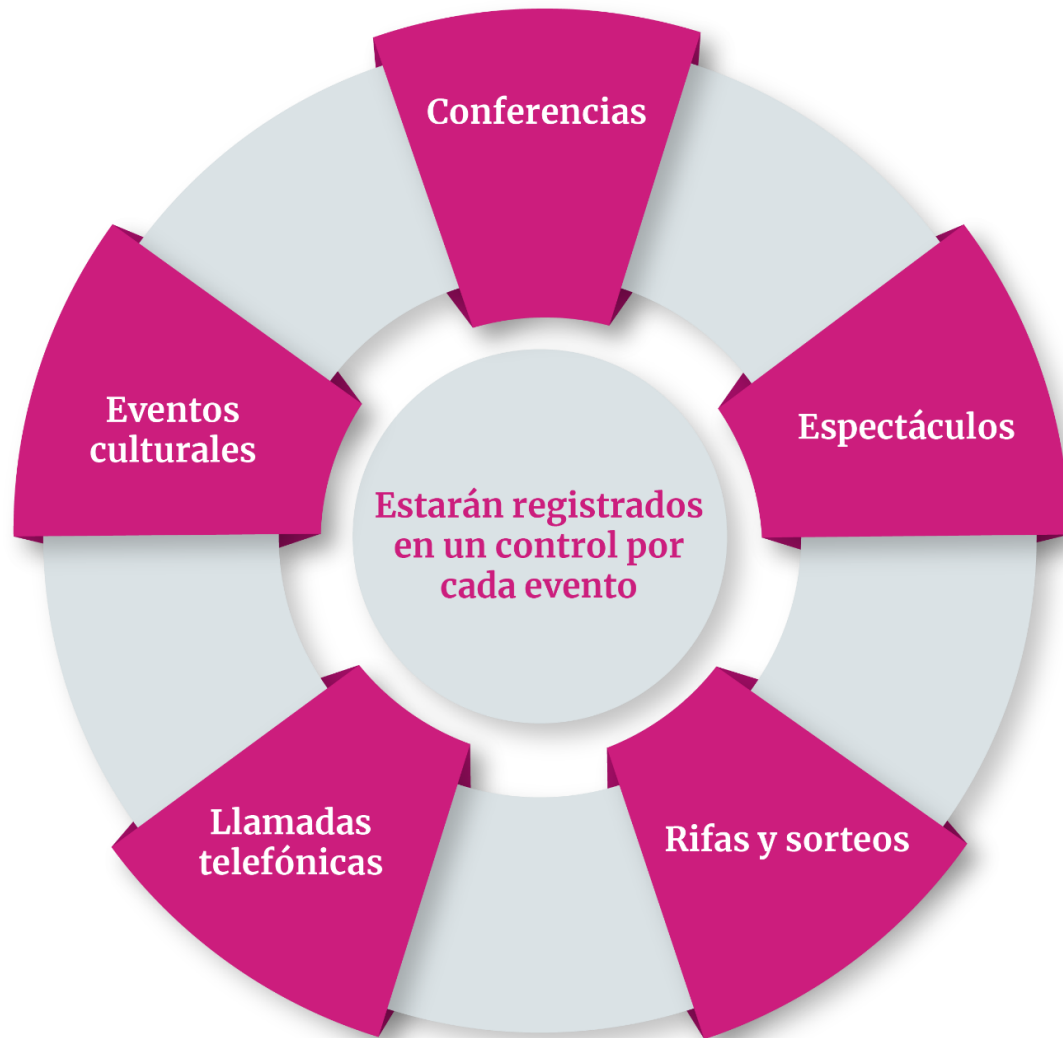 Conferencias
Espectáculos
Rifas y sorteos
Llamadas
telefónicas
Eventos
culturales
Estarán registrados
en un control por
cada evento